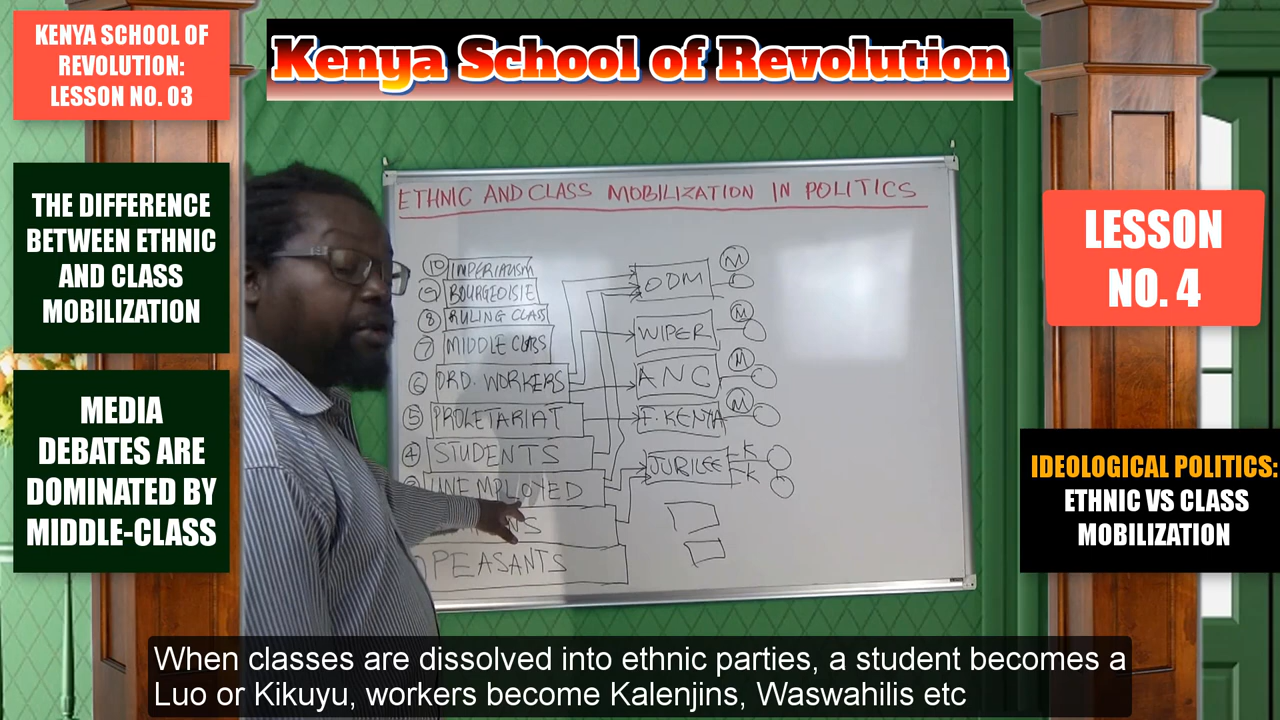 KENYA SCHOOL OF
REVOLUTION:
LESSON NO. 03
Kenya School of Revolution
THE DIFFERENCE
BETWEEN ETHNIC
AND CLASS
MOBILIZATION
MEDIA
DEBATES ARE
DOMINATED BY
MIDDLE-CLASS
ETHNIC AND CLASS MOBILIZATION IN POLITICS
10 IMPERIALISM
9 BOURGEOISIE
8 RULING CLASS
7 MIDDLE CLASS
6 ORD. WORKERS
5 PROLETARIAT
4 STUDENTS
UNEMPLOYED
PEASANTS
ODM
M
WIPER
M
ANC
M
F. KENYA
M
JUBILEE
K
K
LESSON
NO. 4
IDEOLOGICAL POLITICS:
ETHNIC VS CLASS
MOBILIZATION
When classes are dissolved into ethnic parties, a student becomes a
Luo or Kikuyu, workers become Kalenjins, Waswahilis etc